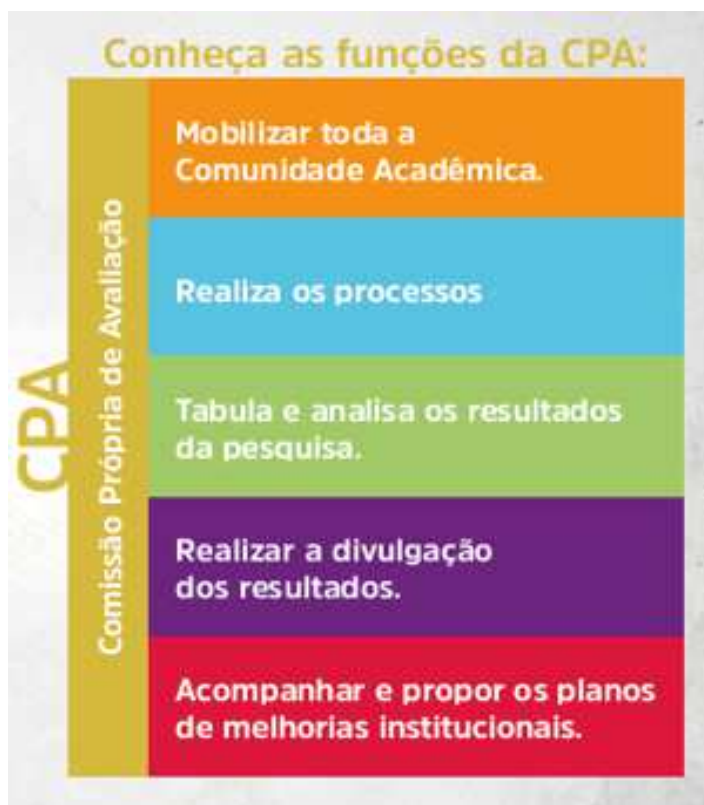 Conheça as funções da CPA:
CPA
Comissão Própria de Avaliação
Mobilizar toda a
Comunidade Acadêmica.
Realiza os processos
Tabula e analisa os resultados
da pesquisa.
Realizar a divulgação
dos resultados.
Acompanhar e propor os planos
de melhorias institucionais.